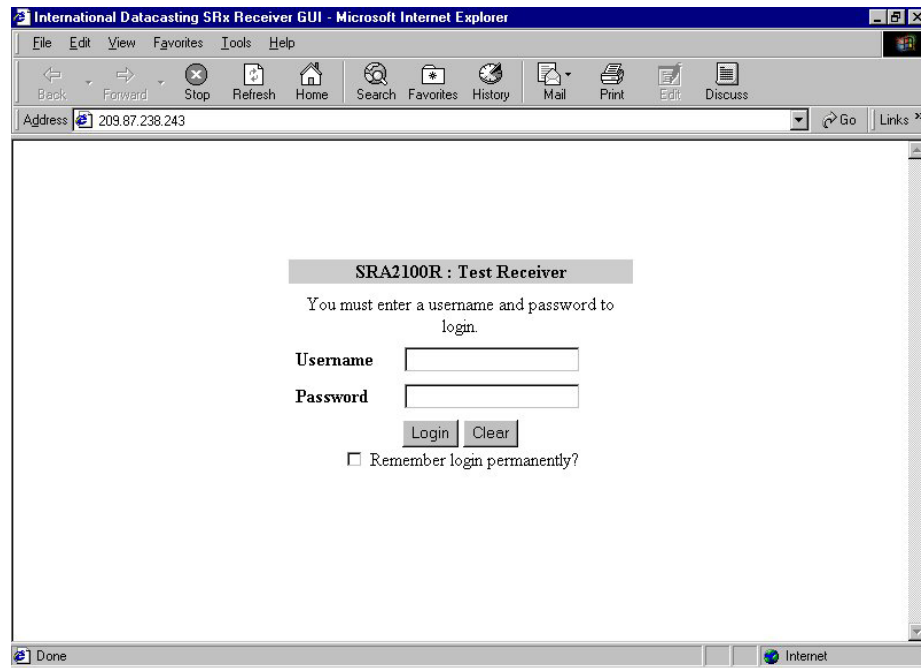 International Datacasting SRx Receiver GUI - Microsoft Internet Explorer
File Edit View Favorites Tools Help
Back Forward Stop Refresh Home Search Favorites History Mail Print Edit Discuss
Address 209.87.238.243 Go Links »
SRA2100R : Test Receiver
You must enter a username and password to
login.
Username
Password
Login Clear
Remember login permanently?
Done Internet